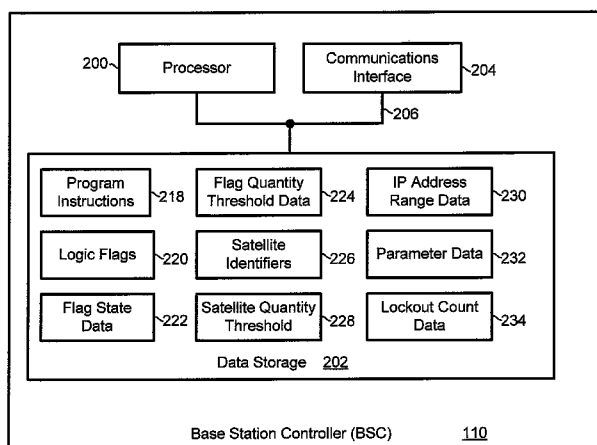 200
Processor
Communications
Interface
204
206
Program
Instructions
218
Flag Quantity
Threshold Data
224
IP Address
Range Data
230
Logic Flags
220
Satellite
Identifiers
226
Parameter Data
232
Flag State
Data
222
Satellite Quantity
Threshold
228
Lockout Count
Data
234
Data Storage 202
Base Station Controller (BSC) 110